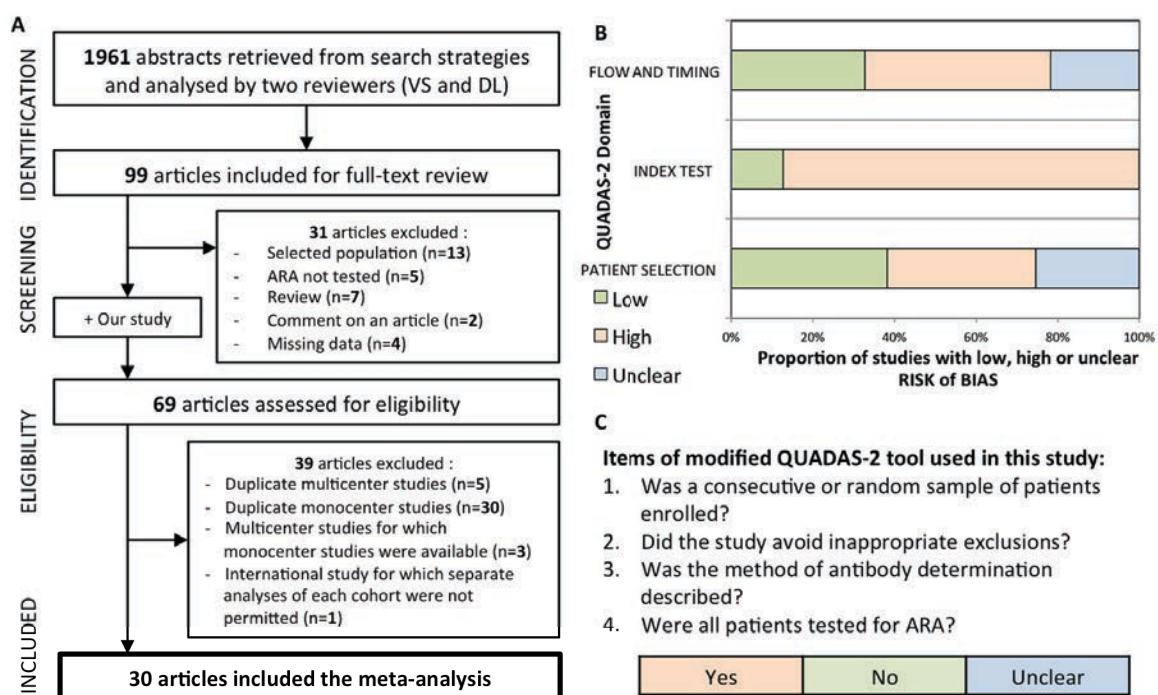 A
IDENTIFICATION
1961 abstracts retrieved from search strategies
and analysed by two reviewers (VS and DL)
99 articles included for full-text review
SCREENING
31 articles excluded :
- Selected population (n=13)
- ARA not tested (n=5)
- Review (n=7)
- Comment on an article (n=2)
- Missing data (n=4)
+ Our study
ELIGIBILITY
69 articles assessed for eligibility
39 articles excluded :
- Duplicate multicenter studies (n=5)
- Duplicate monocenter studies (n=30)
- Multicenter studies for which
monocenter studies were available (n=3)
- International study for which separate
analyses of each cohort were not
permitted (n=1)
INCLUDED
30 articles included the meta-analysis
B
QUADAS-2 Domain
FLOW AND TIMING
INDEX TEST
PATIENT SELECTION
Low
High
Unclear
0% 20% 40% 60% 80% 100%
Proportion of studies with low, high or unclear
RISK of BIAS
C
Items of modified QUADAS-2 tool used in this study:
1. Was a consecutive or random sample of patients
enrolled?
2. Did the study avoid inappropriate exclusions?
3. Was the method of antibody determination
described?
4. Were all patients tested for ARA?
Yes No Unclear